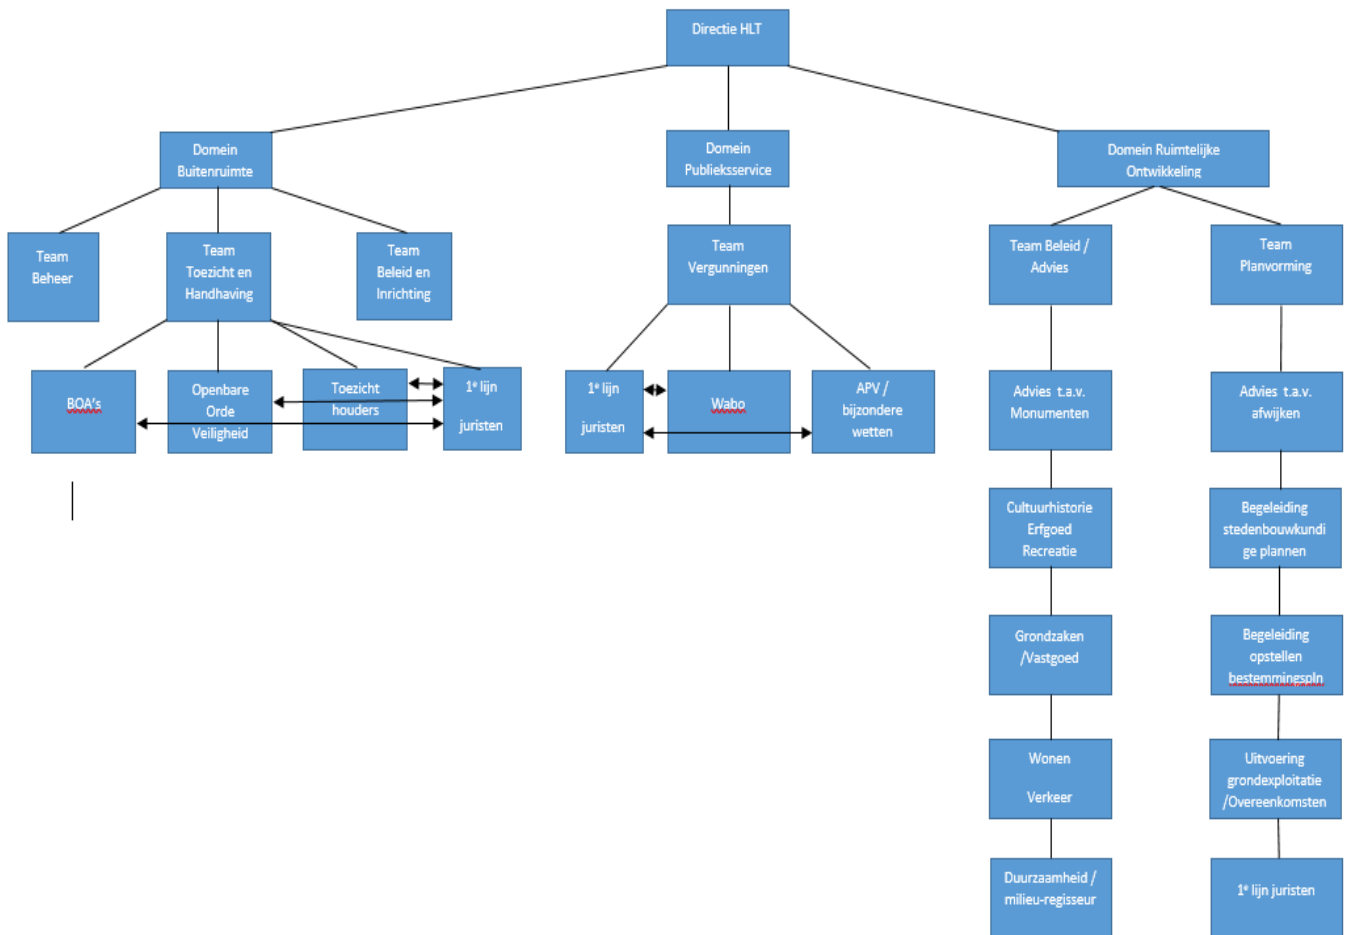 Directie HLT
Domein
Buitenruimte
Domein
Publieksservice
Domein Ruimtelijke
Ontwikkeling
Team
Beheer
Team
Toezicht en
Handhaving
Team
Beleid en
Inrichting
Team
Vergunningen
Team Beleid /
Advies
Team
Planvorming
BOA's
Openbare
Orde
Veiligheid
Toezicht
houders
1e lijn
juristen
1e lijn
juristen
Wabo
APV /
bijzondere
wetten
Advies t.a.v.
Monumenten
Advies t.a.v.
afwijken
Cultuurhistorie
Erfgoed
Recreatie
Begeleiding
stedenbouwkundi
ge plannen
Grondzaken
/Vastgoed
Begeleiding
opstellen
bestemmingspln
Wonen
Verkeer
Uitvoering
grondexploitatie
/Overeenkomsten
Duurzaamheid /
milieu-regisseur
1e lijn juristen